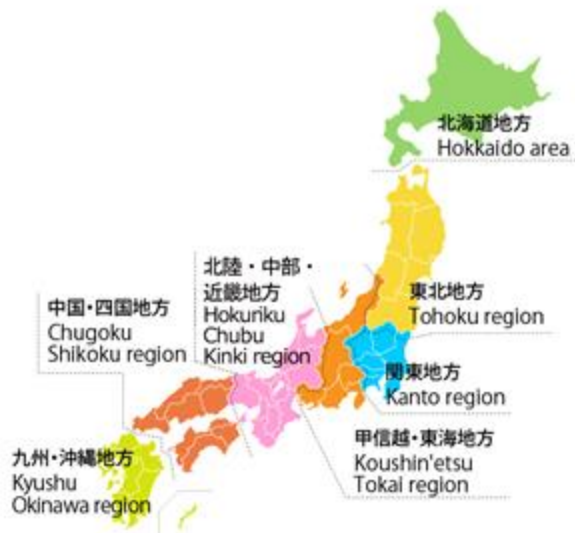 北海道地方
Hokkaido area
北陸・中部・
近畿地方
Hokuriku
Chubu
Kinki region
東北地方
Tohoku region
中国・四国地方
Chugoku
Shikoku region
関東地方
Kanto region
甲信越・東海地方
Koushin'etsu
Tokai region
九州・沖縄地方
Kyushu
Okinawa region